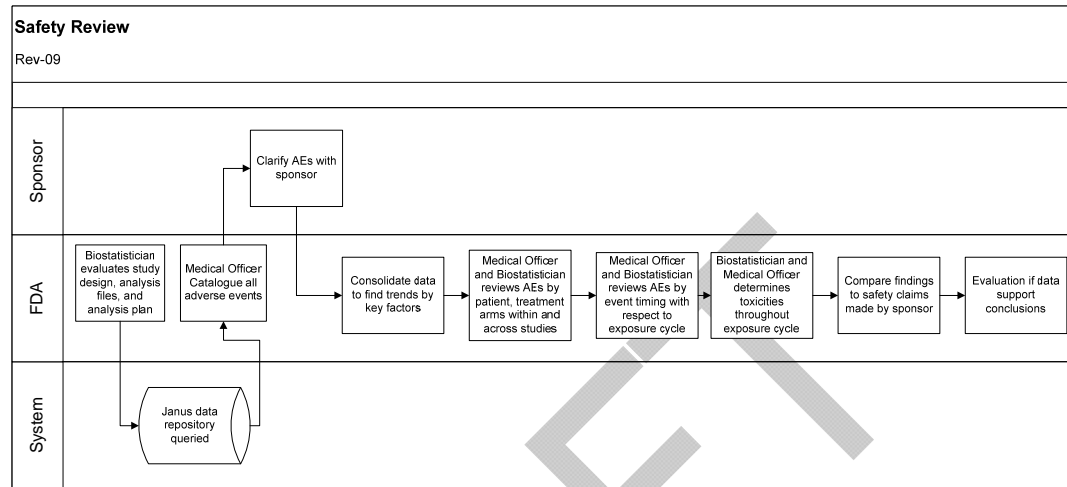 Safety Review
Rev-09
Sponsor
Clarify AEs with
sponsor
FDA
Biostatistician
evaluates study
design, analysis
files, and
analysis plan
Medical Officer
Catalogue all
adverse events
Consolidate data
to find trends by
key factors
Medical Officer
and Biostatistician
reviews AEs by
patient, treatment
arms within and
across studies
Medical Officer
and Biostatistician
reviews AEs by
event timing with
respect to
exposure cycle
Biostatistician and
Medical Officer
determines
toxicities
throughout
exposure cycle
Compare findings
to safety claims
made by sponsor
Evaluation if data
support
conclusions
System
Janus data
repository
queried